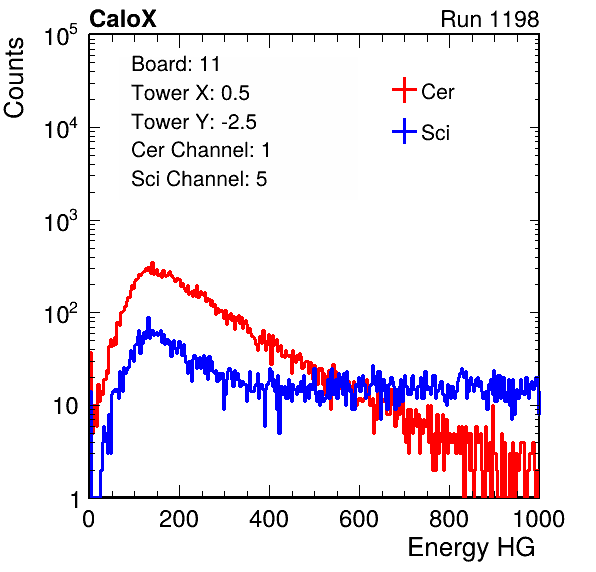 CaloX Run 1198
Counts
10^5
10^4
10^3
10^2
10
1
Board: 11
Tower X: 0.5
Tower Y: -2.5
Cer Channel: 1
Sci Channel: 5
Cer
Sci
0 200 400 600 800 1000
Energy HG